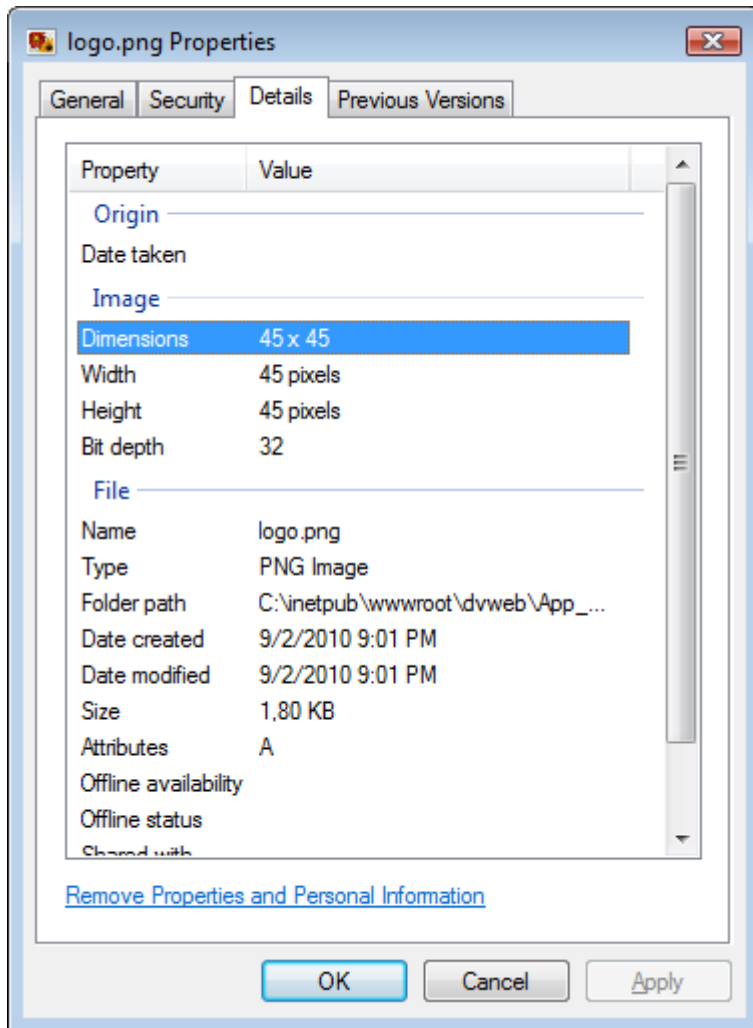 logo.png Properties
General Security Details Previous Versions
Property Value
Origin
Date taken
Image
Dimensions 45 x 45
Width 45 pixels
Height 45 pixels
Bit depth 32
File
Name logo.png
Type PNG Image
Folder path C:\inetpub\wwwroot\dvweb\App_...
Date created 9/2/2010 9:01 PM
Date modified 9/2/2010 9:01 PM
Size 1,80 KB
Attributes A
Offline availability
Offline status
Shared with
Remove Properties and Personal Information
OK Cancel Apply